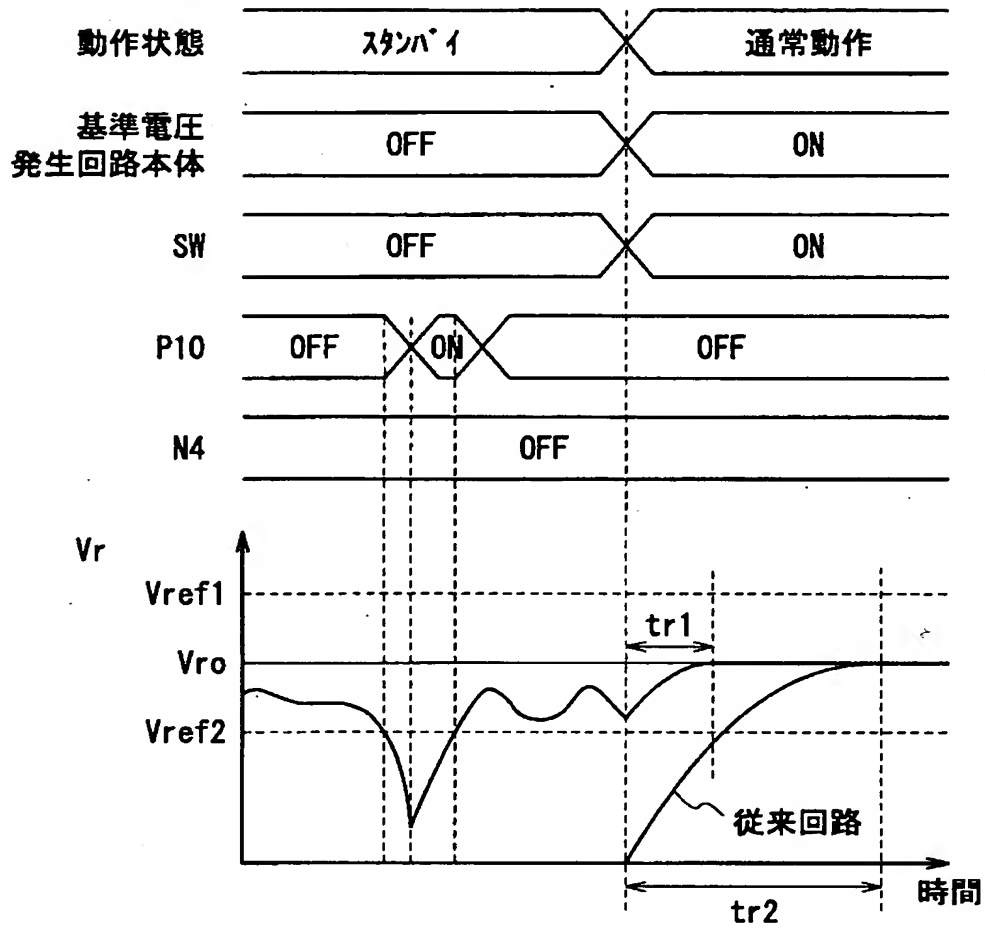 動作状態 ｽﾀﾝﾊﾞｲ 通常動作
基準電圧
発生回路本体 OFF ON
SW OFF ON
P10 OFF ON OFF
N4 OFF
Vr
Vref1
tr1
Vro
Vref2
従来回路
時間
tr2